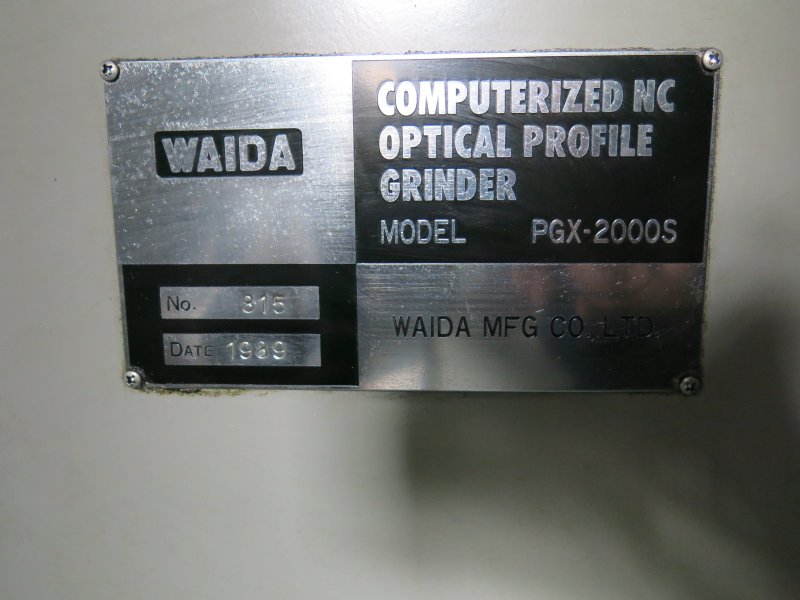 WAIDA
COMPUTERIZED NC
OPTICAL PROFILE
GRINDER
MODEL PGX-2000S
No. 315
DATE 1989
WAIDA MFG CO., LTD.